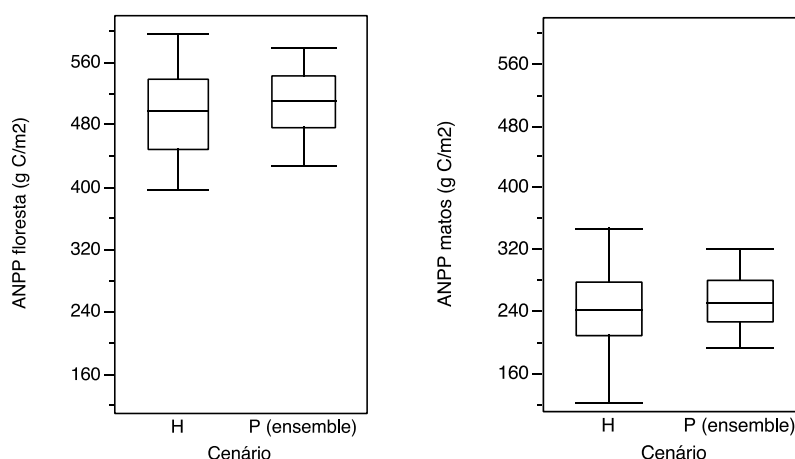 ANPP floresta (g C/m2)
560
480
400
320
240
160
H
P (ensemble)
Cenário
ANPP matos (g C/m2)
560
480
400
320
240
160
H
P (ensemble)
Cenário